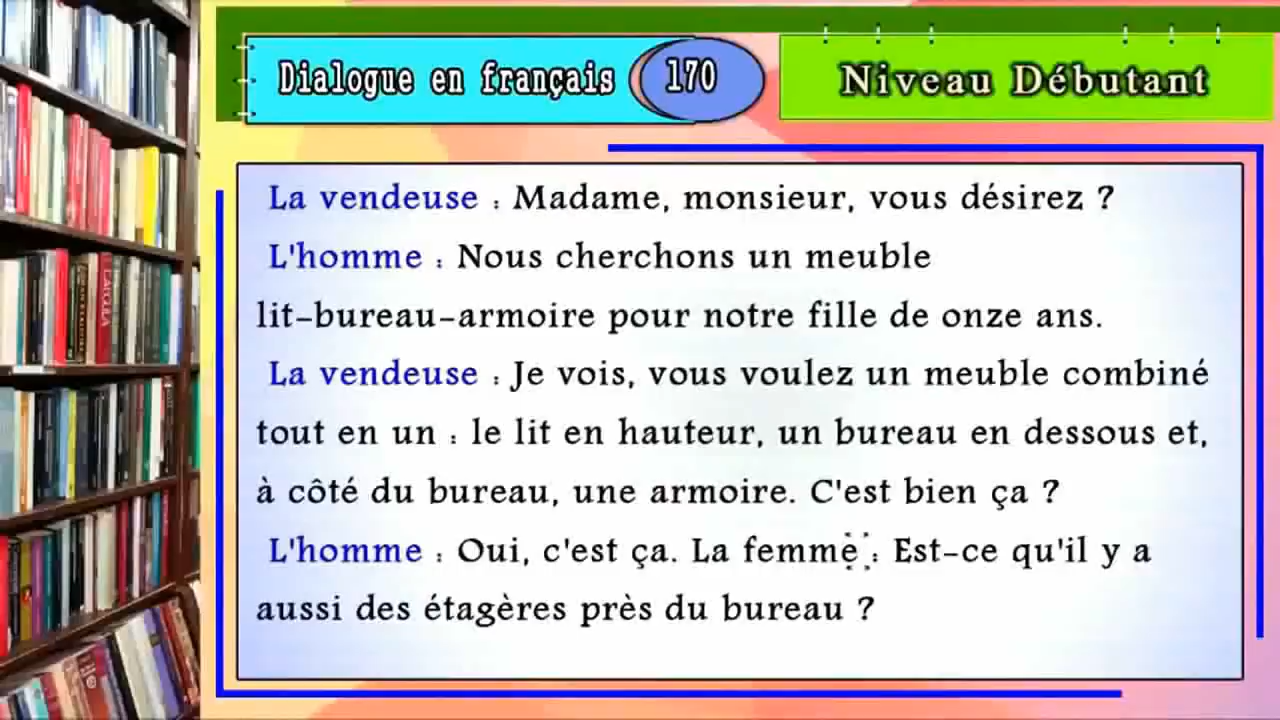 Dialogue en français 170
Niveau Débutant
La vendeuse : Madame, monsieur, vous désirez ?
L'homme : Nous cherchons un meuble
lit-bureau-armoire pour notre fille de onze ans.
La vendeuse : Je vois, vous voulez un meuble combiné
tout en un : le lit en hauteur, un bureau en dessous et,
à côté du bureau, une armoire. C'est bien ça ?
L'homme : Oui, c'est ça. La femme : Est-ce qu'il y a
aussi des étagères près du bureau ?